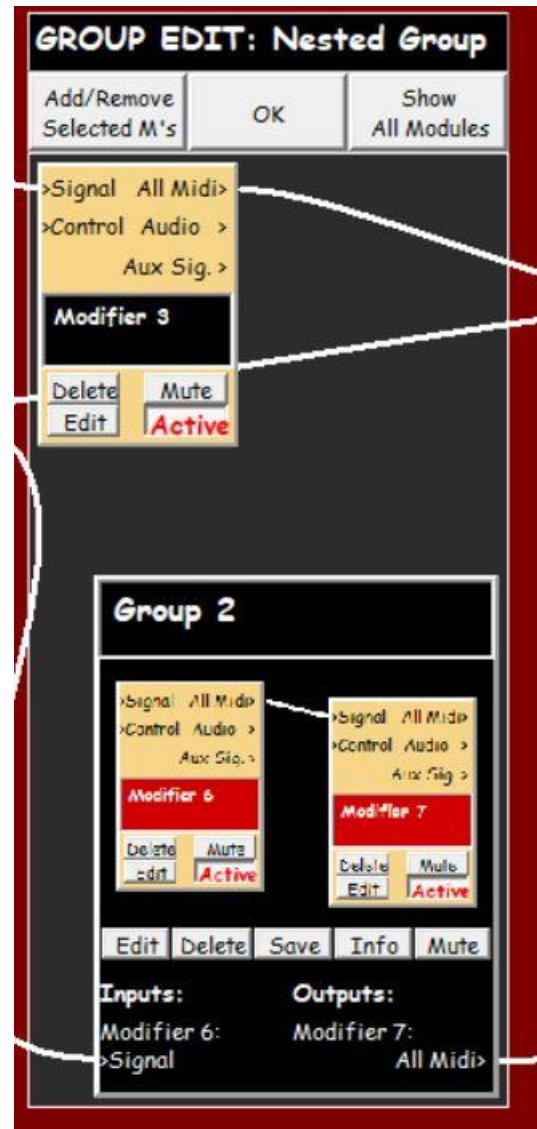 GROUP EDIT: Nested Group
Add/Remove
Selected M's
OK
Show
All Modules
>Signal All Midi>
>Control Audio >
Aux Sig. >
Modifier 3
Delete Mute
Edit Active
Group 2
>Signal All Midi>
>Control Audio >
Aux Sig. >
Modifier 6
Delete Mute
Edit Active
>Signal All Midi>
>Control Audio >
Aux Sig >
Modifier 7
Delete Mute
Edit Active
Edit Delete Save Info Mute
Inputs: Outputs:
Modifier 6: Modifier 7:
>Signal All Midi>